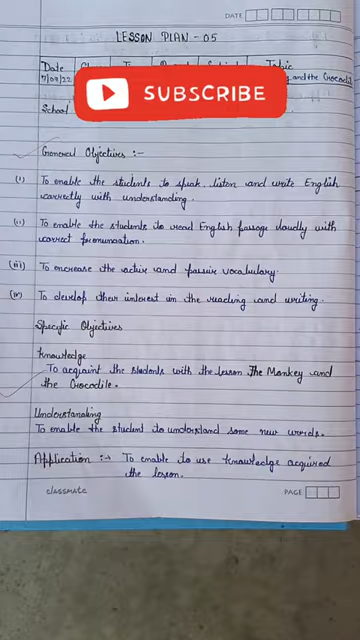 DATE
LESSON PLAN - 05
Date
Topic
7/09/22
and the Crocodile
SUBSCRIBE
School
General Objectives :-
(i) To enable the students to speak, listen and write English
correctly with understanding.
(ii) To enable the students to read English passage loudly with
correct pronunciation.
(iii) To increase the active and passive vocabulary.
(iv) To develop their interest in the reading and writing.
Specific Objectives
Knowledge
To acquaint the students with the lesson The Monkey and
the Crocodile.
Understanding
To enable the student to understand some new words.
Application :→ To enable to use knowledge acquired
the lesson.
classmate
PAGE